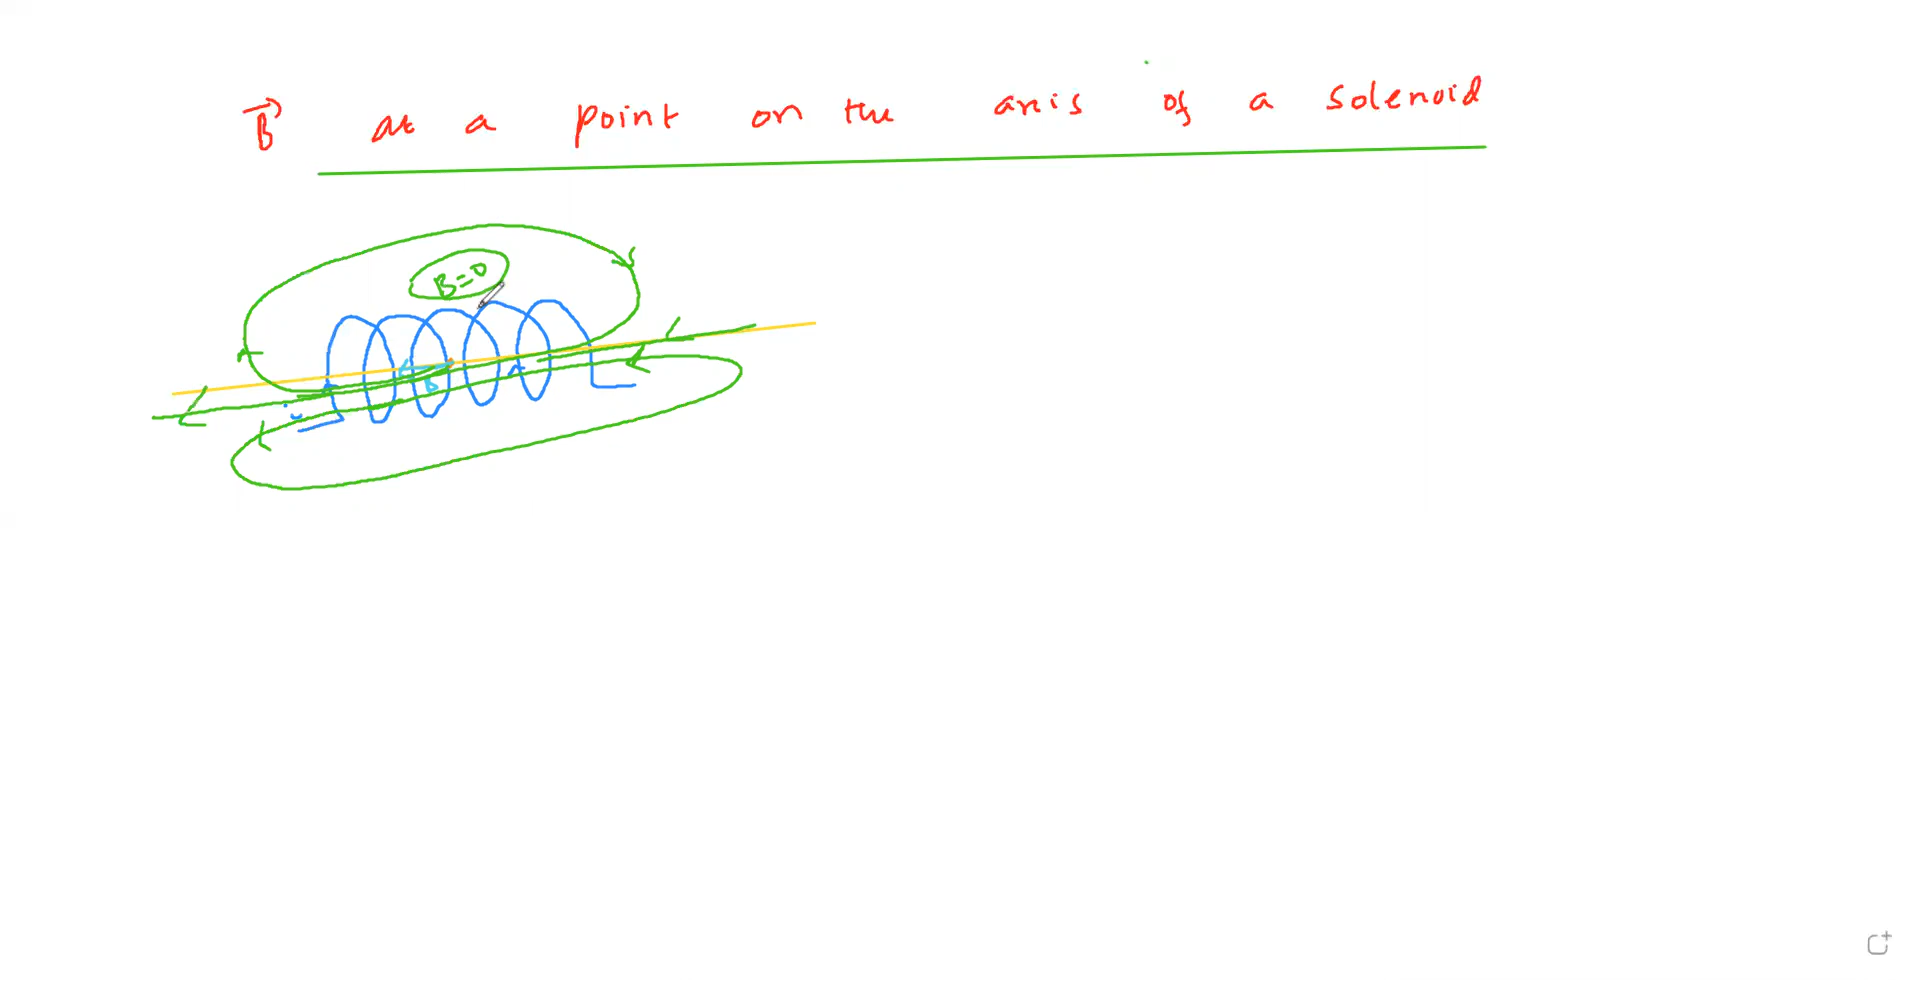 B⃗ at a point on the axis of a solenoid
B=0
B
i